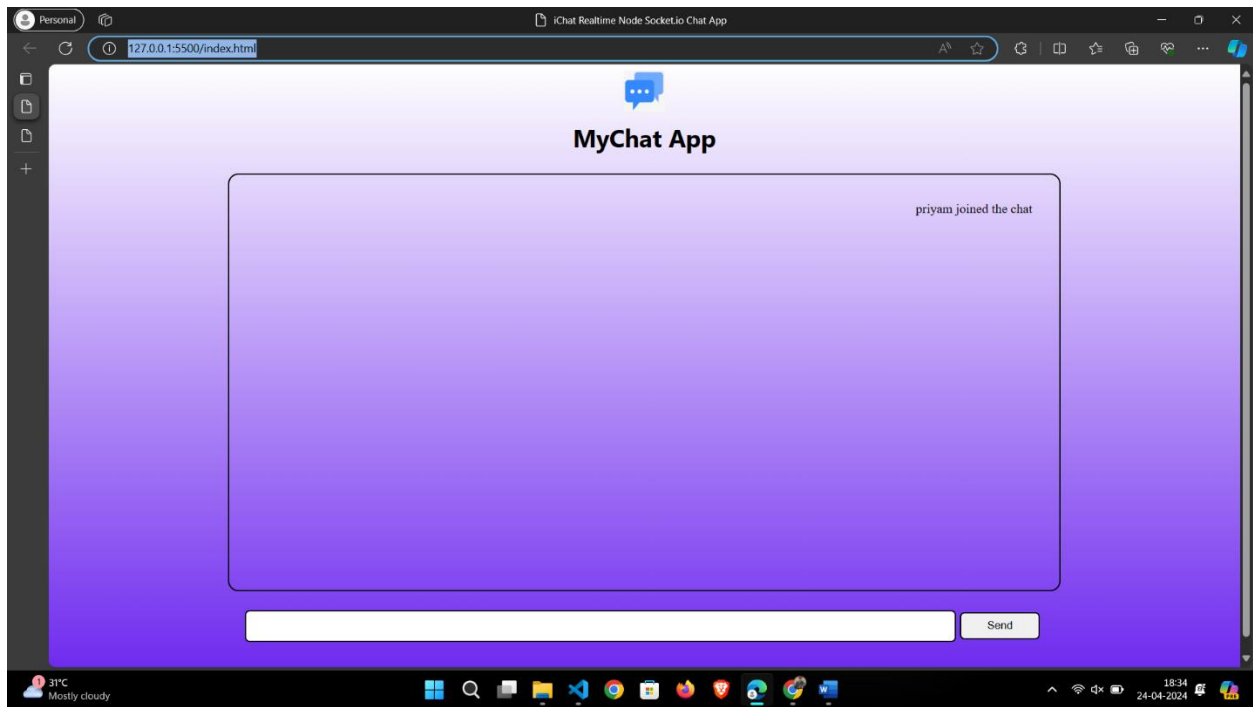 Personal
iChat Realtime Node Socket.io Chat App
127.0.0.1:5500/index.html
MyChat App
priyam joined the chat
Send
1
31°C
Mostly cloudy
18:34
24-04-2024